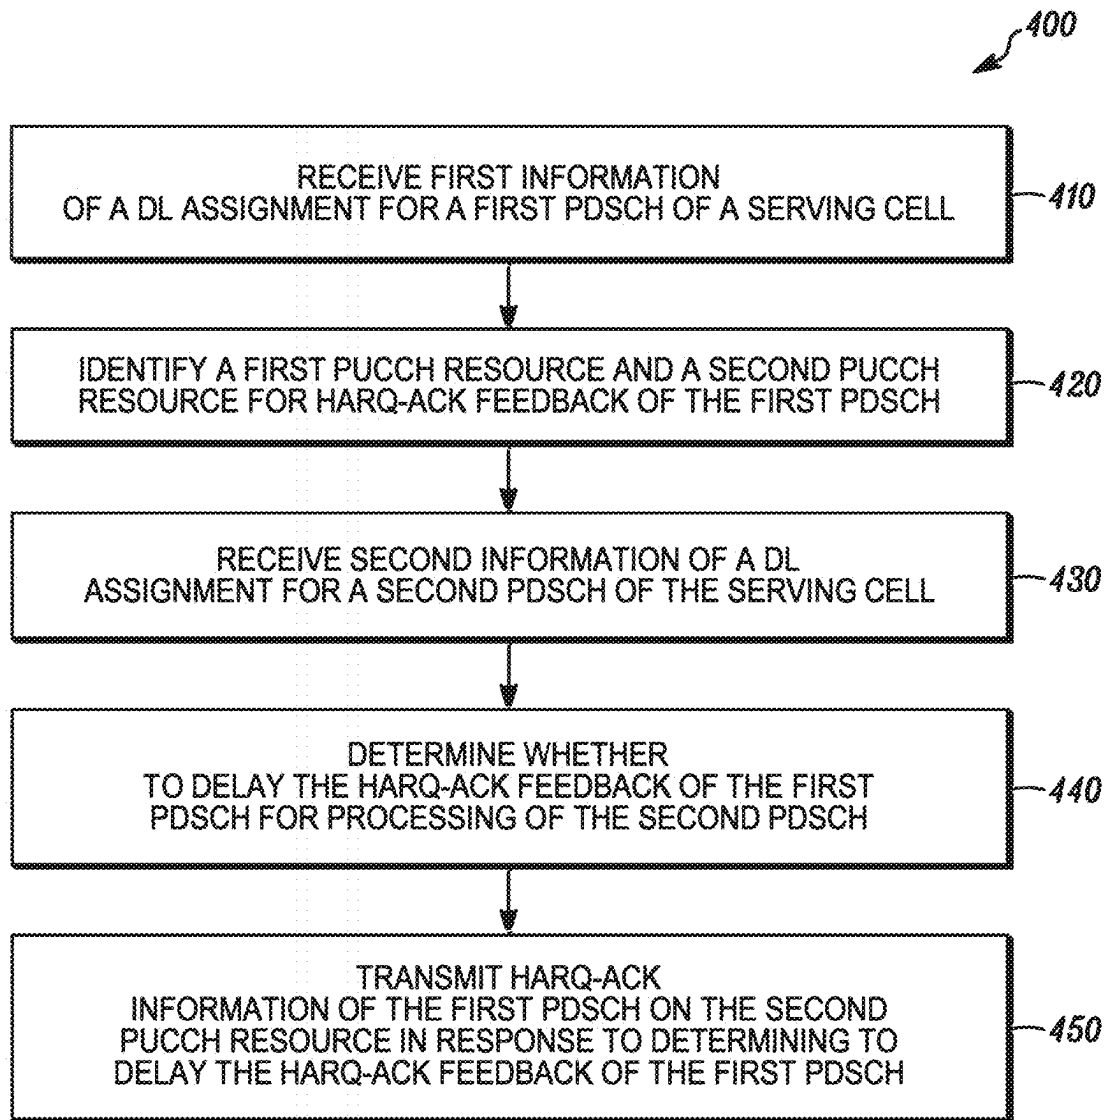 400
RECEIVE FIRST INFORMATION
OF A DL ASSIGNMENT FOR A FIRST PDSCH OF A SERVING CELL
410
IDENTIFY A FIRST PUCCH RESOURCE AND A SECOND PUCCH
RESOURCE FOR HARQ-ACK FEEDBACK OF THE FIRST PDSCH
420
RECEIVE SECOND INFORMATION OF A DL
ASSIGNMENT FOR A SECOND PDSCH OF THE SERVING CELL
430
DETERMINE WHETHER
TO DELAY THE HARQ-ACK FEEDBACK OF THE FIRST
PDSCH FOR PROCESSING OF THE SECOND PDSCH
440
TRANSMIT HARQ-ACK
INFORMATION OF THE FIRST PDSCH ON THE SECOND
PUCCH RESOURCE IN RESPONSE TO DETERMINING TO
DELAY THE HARQ-ACK FEEDBACK OF THE FIRST PDSCH
450